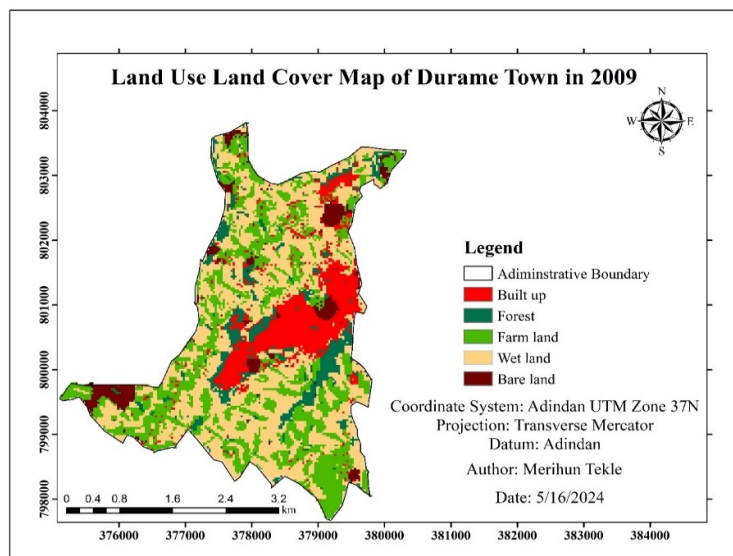 Land Use Land Cover Map of Durame Town in 2009
N
W E
S
804000
803000
802000
801000
800000
799000
798000
Legend
Adiminstrative Boundary
Built up
Forest
Farm land
Wet land
Bare land
Coordinate System: Adindan UTM Zone 37N
Projection: Transverse Mercator
Datum: Adindan
Author: Merihun Tekle
Date: 5/16/2024
0 0.4 0.8 1.6 2.4 3.2
km
376000 377000 378000 379000 380000 381000 382000 383000 384000